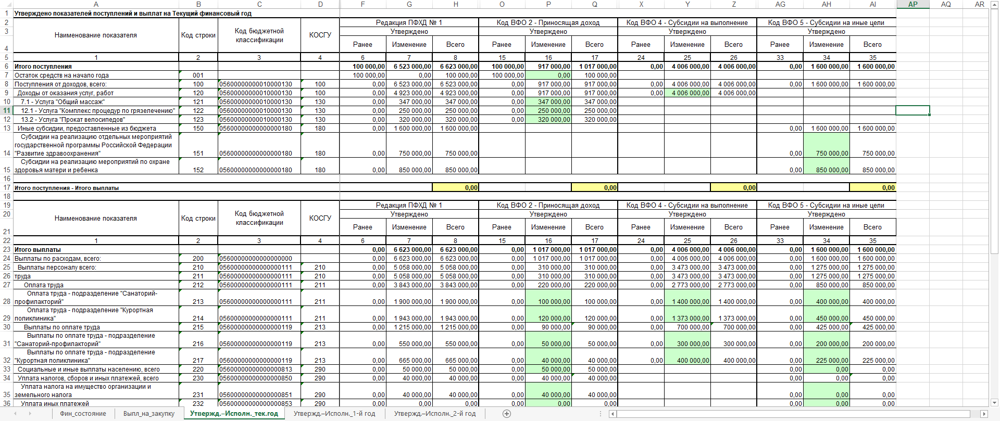 A B C D F G H O P Q X Y Z AG AH AI AP AQ AR
1 Утверждено показателей поступлений и выплат на Текущий финансовый год
2 Наименование показателя Код строки Код бюджетной классификации КОСГУ Редакция ПФХД № 1 Код ВФО 2 - Приносящая доход Код ВФО 4 - Субсидии на выполнение Код ВФО 5 - Субсидии на иные цели
3 Утверждено Утверждено Утверждено Утверждено
4 Ранее Изменение Всего Ранее Изменение Всего Ранее Изменение Всего Ранее Изменение Всего
5 1 2 3 4 6 7 8 15 16 17 24 25 26 33 34 35
6 Итого поступления 100 000,00 6 523 000,00 6 623 000,00 100 000,00 917 000,00 1 017 000,00 0,00 4 006 000,00 4 006 000,00 0,00 1 600 000,00 1 600 000,00
7 Остаток средств на начало года 001 100 000,00 0,00 100 000,00 100 000,00 0,00 100 000,00
8 Поступления от доходов, всего: 100 05600000000010000130 100 0,00 6 523 000,00 6 523 000,00 0,00 917 000,00 917 000,00 0,00 4 006 000,00 4 006 000,00 0,00 1 600 000,00 1 600 000,00
9 Доходы от оказания услуг, работ 120 05600000000010000130 100 0,00 4 923 000,00 4 923 000,00 0,00 917 000,00 917 000,00 0,00 4 006 000,00 4 006 000,00
10 7.1 - Услуга "Общий массаж" 121 05600000000010000130 130 0,00 347 000,00 347 000,00 0,00 347 000,00 347 000,00
11 12.1 - Услуга "Комплекс процедур по грязелечению" 122 05600000000010000130 130 0,00 250 000,00 250 000,00 0,00 250 000,00 250 000,00
12 13.2 - Услуга "Прокат велосипедов" 123 05600000000010000130 130 0,00 320 000,00 320 000,00 0,00 320 000,00 320 000,00
13 Иные субсидии, предоставленные из бюджета 150 05600000000000000180 180 0,00 1 600 000,00 1 600 000,00 0,00 1 600 000,00 1 600 000,00
Субсидии на реализацию отдельных мероприятий
государственной программы Российской Федерации
14 "Развитие здравоохранения" 151 05600000000000000180 180 0,00 750 000,00 750 000,00 0,00 750 000,00 750 000,00
Субсидии на реализацию мероприятий по охране
15 здоровья матери и ребенка 152 05600000000000000180 180 0,00 850 000,00 850 000,00 0,00 850 000,00 850 000,00
16
17 Итого поступления - Итого выплаты 0,00 0,00 0,00 0,00
18
19 Наименование показателя Код строки Код бюджетной классификации КОСГУ Редакция ПФХД № 1 Код ВФО 2 - Приносящая доход Код ВФО 4 - Субсидии на выполнение Код ВФО 5 - Субсидии на иные цели
20 Утверждено Утверждено Утверждено Утверждено
21 Ранее Изменение Всего Ранее Изменение Всего Ранее Изменение Всего Ранее Изменение Всего
22 1 2 3 4 6 7 8 15 16 17 24 25 26 33 34 35
23 Итого выплаты 0,00 6 623 000,00 6 623 000,00 0,00 1 017 000,00 1 017 000,00 0,00 4 006 000,00 4 006 000,00 0,00 1 600 000,00 1 600 000,00
24 Выплаты по расходам, всего: 200 05600000000000000000 0,00 6 623 000,00 6 623 000,00 0,00 1 017 000,00 1 017 000,00 0,00 4 006 000,00 4 006 000,00 0,00 1 600 000,00 1 600 000,00
25 Выплаты персоналу всего: 210 05600000000000000111 210 0,00 5 058 000,00 5 058 000,00 0,00 310 000,00 310 000,00 0,00 3 473 000,00 3 473 000,00 0,00 1 275 000,00 1 275 000,00
26 труда 211 05600000000000000111 210 0,00 5 058 000,00 5 058 000,00 0,00 310 000,00 310 000,00 0,00 3 473 000,00 3 473 000,00 0,00 1 275 000,00 1 275 000,00
27 Оплата труда 212 05600000000000000111 211 0,00 3 843 000,00 3 843 000,00 0,00 220 000,00 220 000,00 0,00 2 773 000,00 2 773 000,00 0,00 850 000,00 850 000,00
Оплата труда - подразделение "Санаторий-
28 профилакторий" 213 05600000000000000111 211 0,00 1 900 000,00 1 900 000,00 0,00 100 000,00 100 000,00 0,00 1 400 000,00 1 400 000,00 0,00 400 000,00 400 000,00
Оплата труда - подразделение "Курортная
29 поликлиника" 214 05600000000000000111 211 0,00 1 943 000,00 1 943 000,00 0,00 120 000,00 120 000,00 0,00 1 373 000,00 1 373 000,00 0,00 450 000,00 450 000,00
30 Выплаты по оплате труда 215 05600000000000000119 213 0,00 1 215 000,00 1 215 000,00 0,00 90 000,00 90 000,00 0,00 700 000,00 700 000,00 0,00 425 000,00 425 000,00
Выплаты по оплате труда - подразделение
31 "Санаторий-профилакторий" 216 05600000000000000119 213 0,00 550 000,00 550 000,00 0,00 50 000,00 50 000,00 0,00 300 000,00 300 000,00 0,00 200 000,00 200 000,00
Выплаты по оплате труда - подразделение
32 "Курортная поликлиника" 217 05600000000000000119 213 0,00 665 000,00 665 000,00 0,00 40 000,00 40 000,00 0,00 400 000,00 400 000,00 0,00 225 000,00 225 000,00
33 Социальные и иные выплаты населению, всего 220 05600000000000000813 290 0,00 50 000,00 50 000,00 0,00 50 000,00 50 000,00 0,00 0,00 0,00
34 Уплата налогов, сборов и иных платежей, всего 230 05600000000000000850 290 0,00 40 000,00 40 000,00 0,00 40 000,00 40 000,00 0,00 0,00 0,00
Уплата налога на имущество организации и
35 земельного налога 231 05600000000000000851 290 0,00 40 000,00 40 000,00 0,00 40 000,00 40 000,00 0,00 0,00 0,00
36 Уплата иных платежей 232 05600000000000000853 290 0,00 0,00 0,00 0,00 0,00 0,00 0,00 0,00 0,00
Фин_состояние Выпл_на_закупку Утвержд.–Исполн._тек.год Утвержд.–Исполн._1-й год Утвержд.–Исполн._2-й год